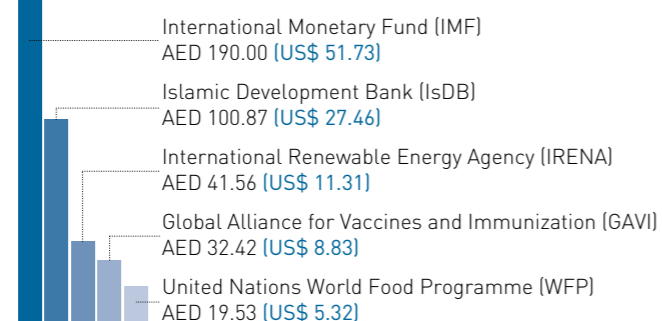 International Monetary Fund (IMF)
AED 190.00 (US$ 51.73)
Islamic Development Bank (IsDB)
AED 100.87 (US$ 27.46)
International Renewable Energy Agency (IRENA)
AED 41.56 (US$ 11.31)
Global Alliance for Vaccines and Immunization (GAVI)
AED 32.42 (US$ 8.83)
United Nations World Food Programme (WFP)
AED 19.53 (US$ 5.32)